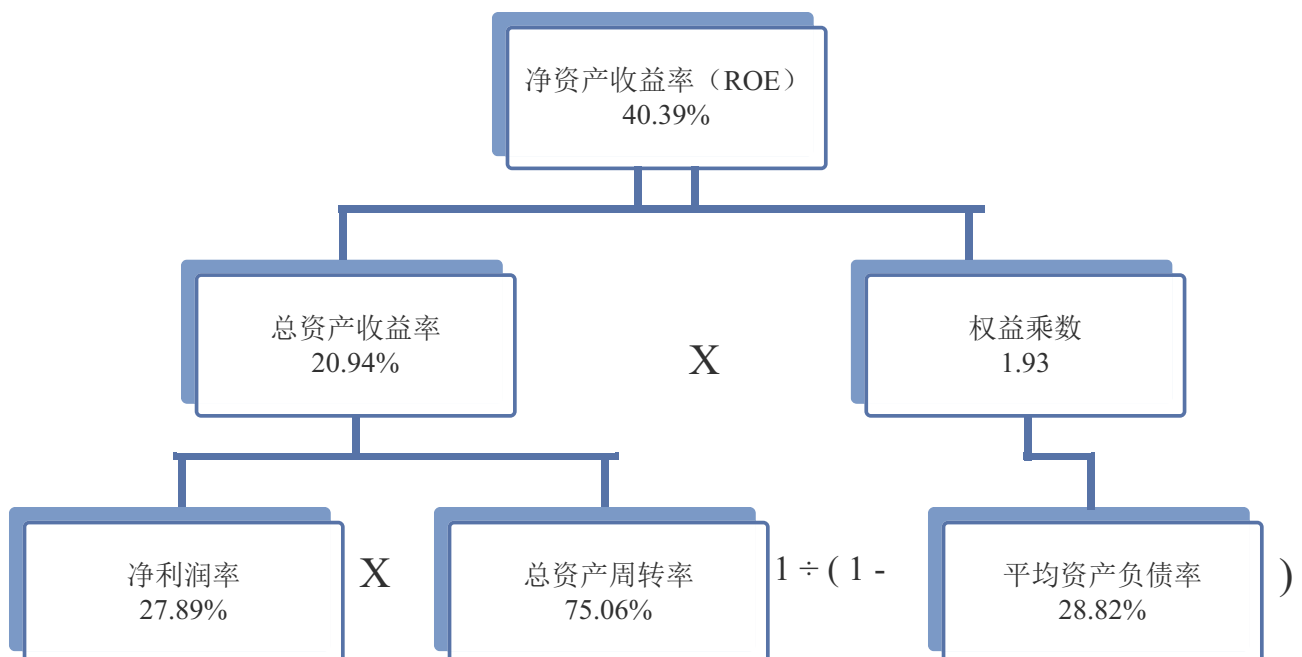 净资产收益率（ROE）
40.39%
总资产收益率
20.94%
X
权益乘数
1.93
净利润率
27.89%
X
总资产周转率
75.06%
1 ÷ ( 1 -
平均资产负债率
28.82%
)